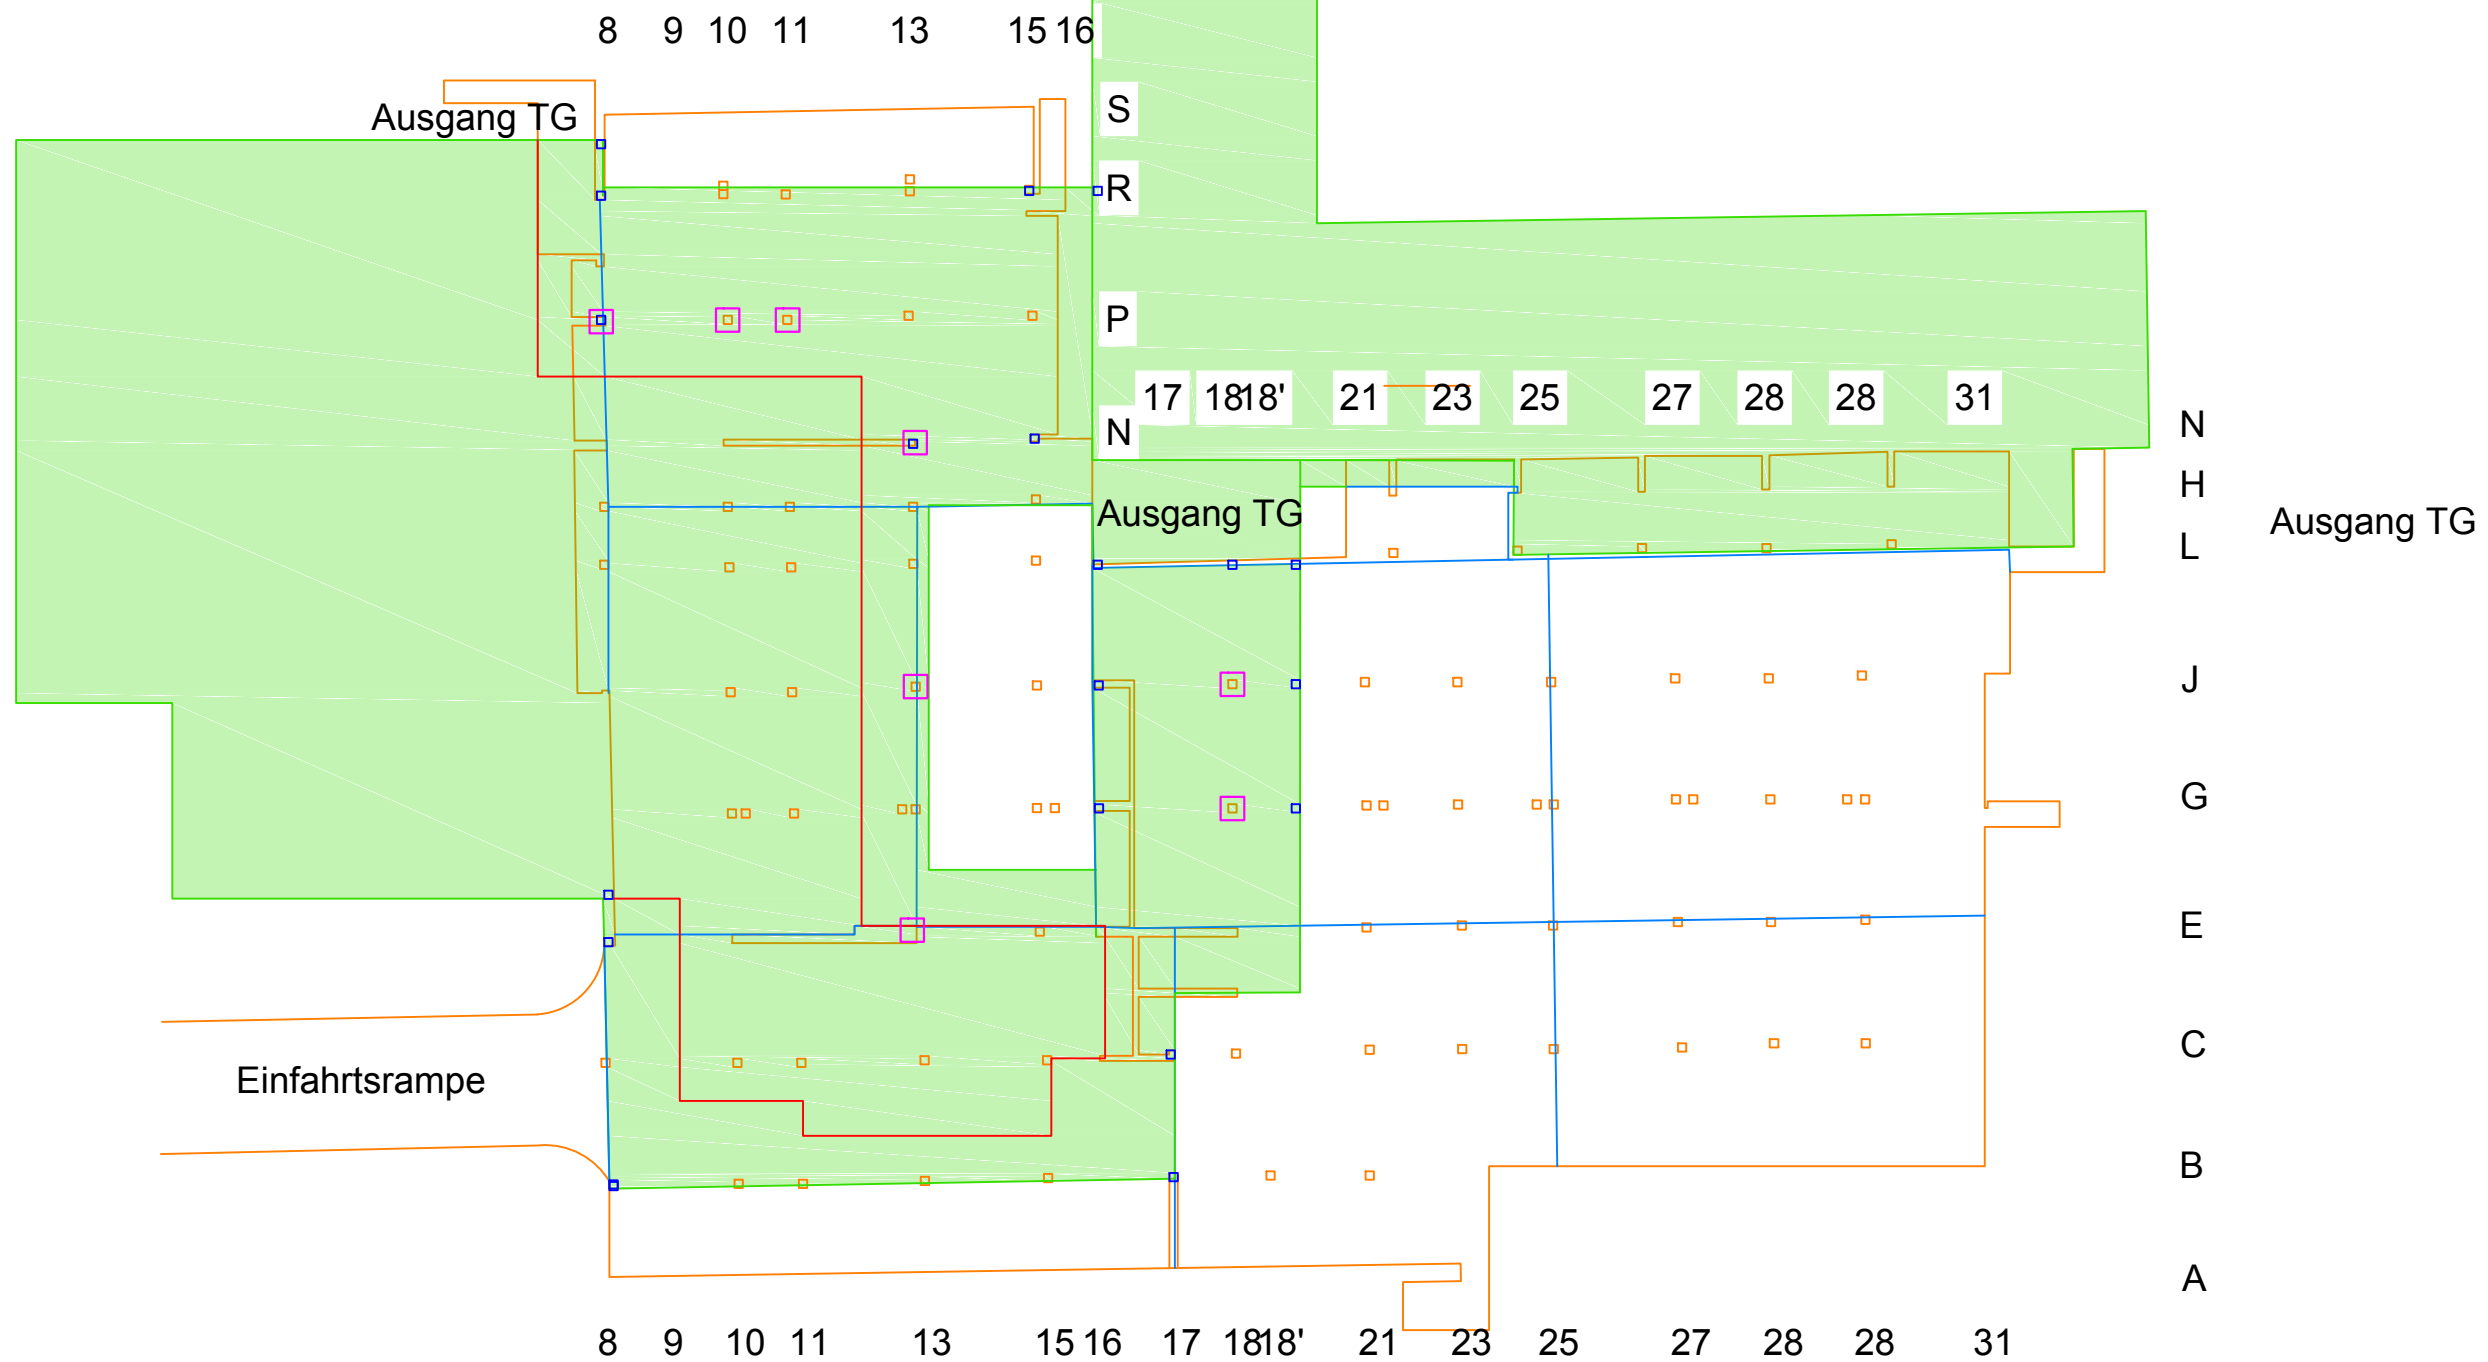 8 9 10 11 13 15 16
S
Ausgang TG
R
P
17 18 18' 21 23 25 27 28 28 31
N N
H
Ausgang TG Ausgang TG
L
J
G
E
C
Einfahrtsrampe
B
A
8 9 10 11 13 15 16 17 18 18' 21 23 25 27 28 28 31